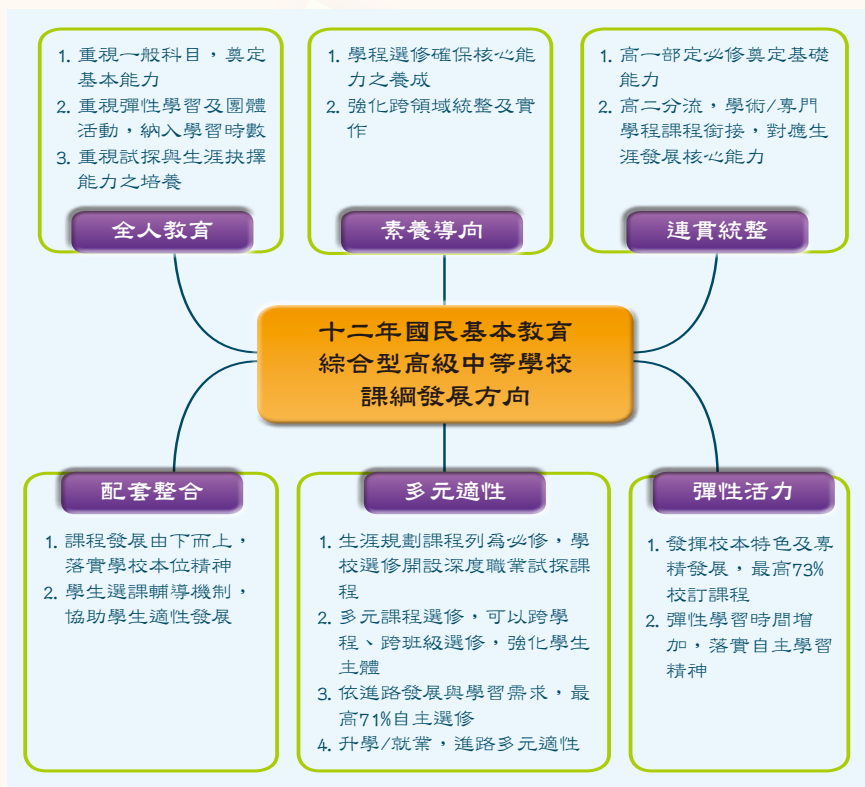 1. 重視一般科目，奠定
基本能力
2. 重視彈性學習及團體
活動，納入學習時數
3. 重視試探與生涯抉擇
能力之培養
全人教育
1. 學程選修確保核心能
力之養成
2. 強化跨領域統整及實
作
素養導向
1. 高一部定必修奠定基礎
能力
2. 高二分流，學術/專門
學程課程銜接，對應生
涯發展核心能力
連貫統整
十二年國民基本教育
綜合型高級中等學校
課綱發展方向
配套整合
1. 課程發展由下而上，
落實學校本位精神
2. 學生選課輔導機制，
協助學生適性發展
多元適性
1. 生涯規劃課程列為必修，學
校選修開設深度職業試探課
程
2. 多元課程選修，可以跨學
程、跨班級選修，強化學生
主體
3. 依進路發展與學習需求，最
高71%自主選修
4. 升學/就業，進路多元適性
彈性活力
1. 發揮校本特色及專
精發展，最高73%
校訂課程
2. 彈性學習時間增
加，落實自主學習
精神